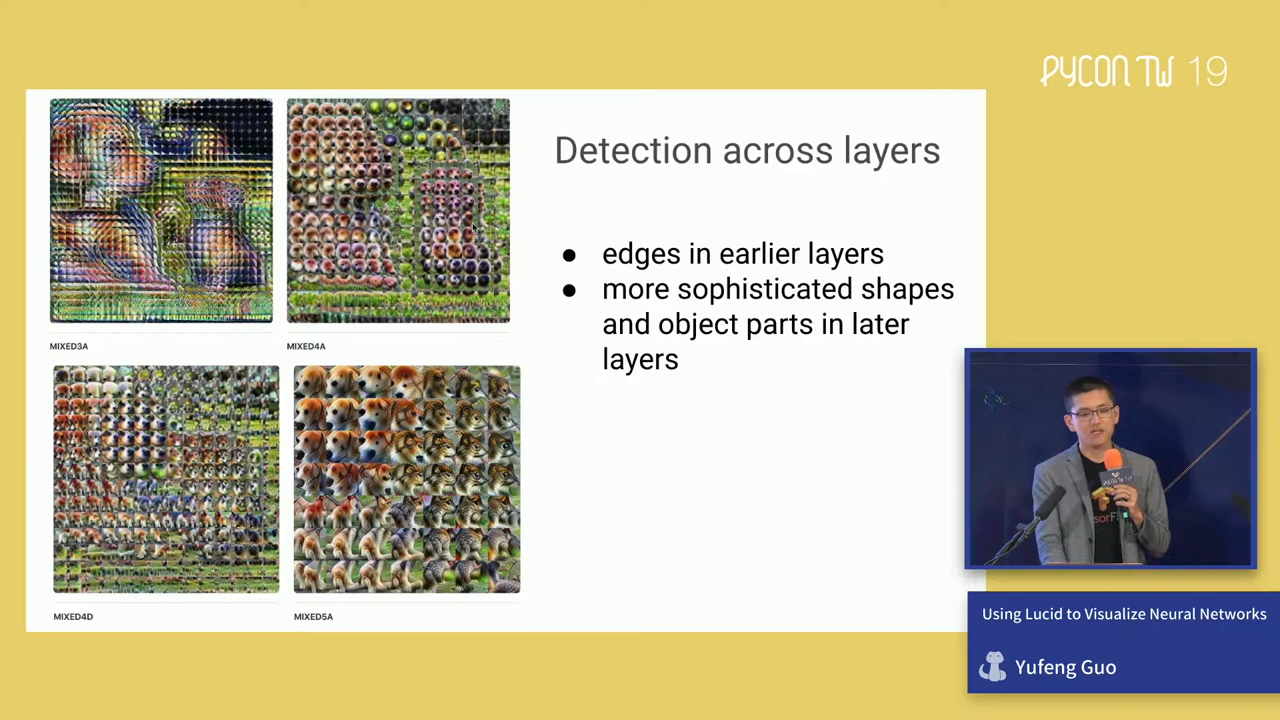 PYCON TW 19
Detection across layers
● edges in earlier layers
● more sophisticated shapes
and object parts in later
layers
MIXED3A
MIXED4A
MIXED4D
MIXED5A
Using Lucid to Visualize Neural Networks
Yufeng Guo